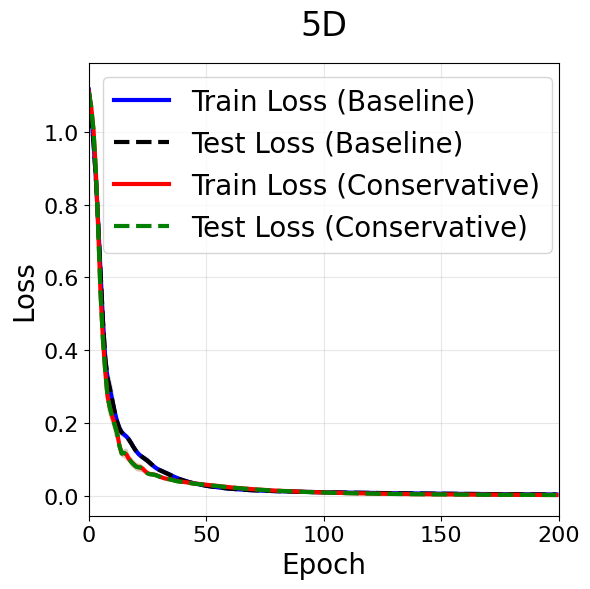 5D
Train Loss (Baseline)
Test Loss (Baseline)
Train Loss (Conservative)
Test Loss (Conservative)
Loss
1.0
0.8
0.6
0.4
0.2
0.0
0
50
100
150
200
Epoch